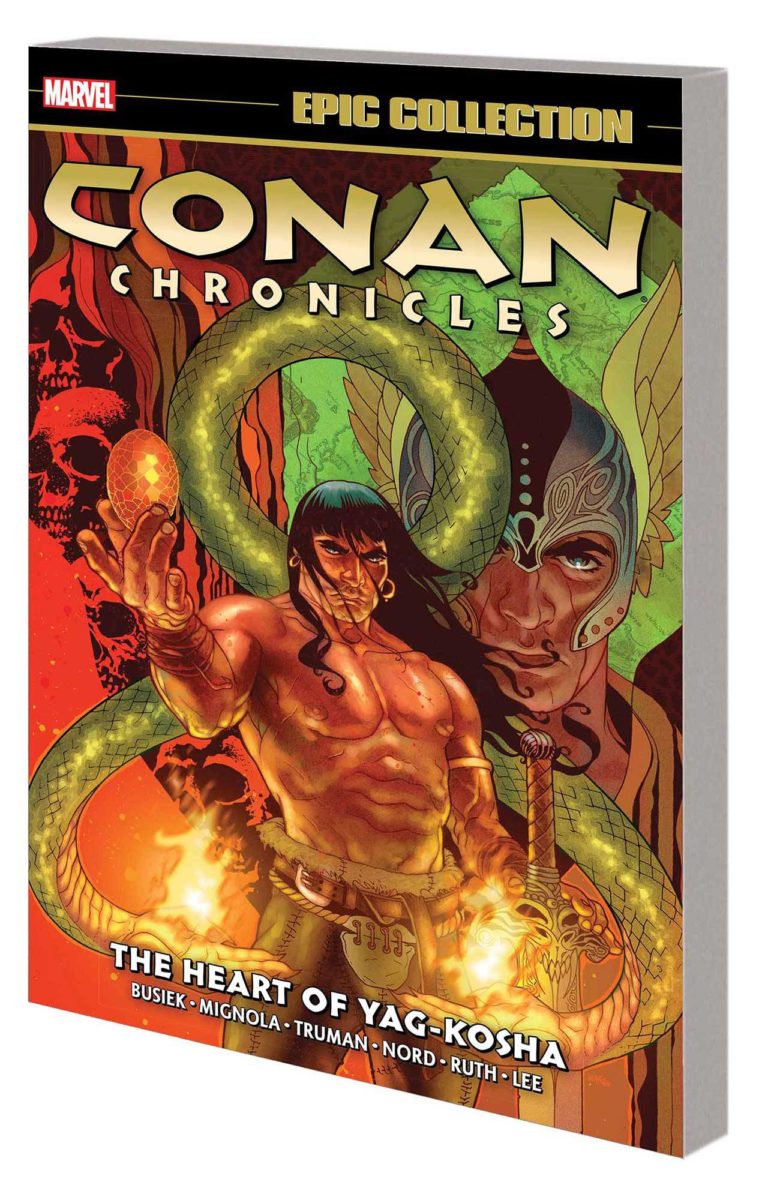 MARVEL
EPIC COLLECTION
CONAN
CHRONICLES
THE HEART OF YAG-KOSHA
BUSIEK • MIGNOLA • TRUMAN • NORD • RUTH • LEE